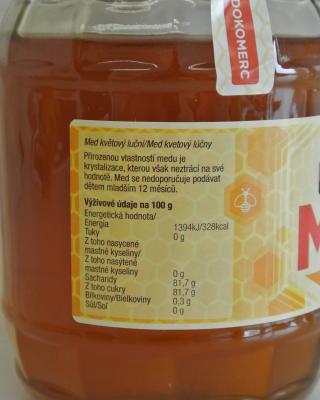 DOKOMERC
Med květový luční/Med kvetový lúčny
Přirozenou vlastností medu je
krystalizace, kterou však neztrácí na své
hodnotě. Med se nedoporučuje podávat
dětem mladším 12 měsíců.
Výživové údaje na 100 g
Energetická hodnota/
Energia 1394kJ/328kcal
Tuky 0 g
Z toho nasycené
mastné kyseliny/
Z toho nasýtené
mastné kyseliny 0 g
Sacharidy 81,7 g
Z toho cukry 81,7 g
Bílkoviny/Bielkoviny 0,3 g
Sůl/Soľ 0 g
M